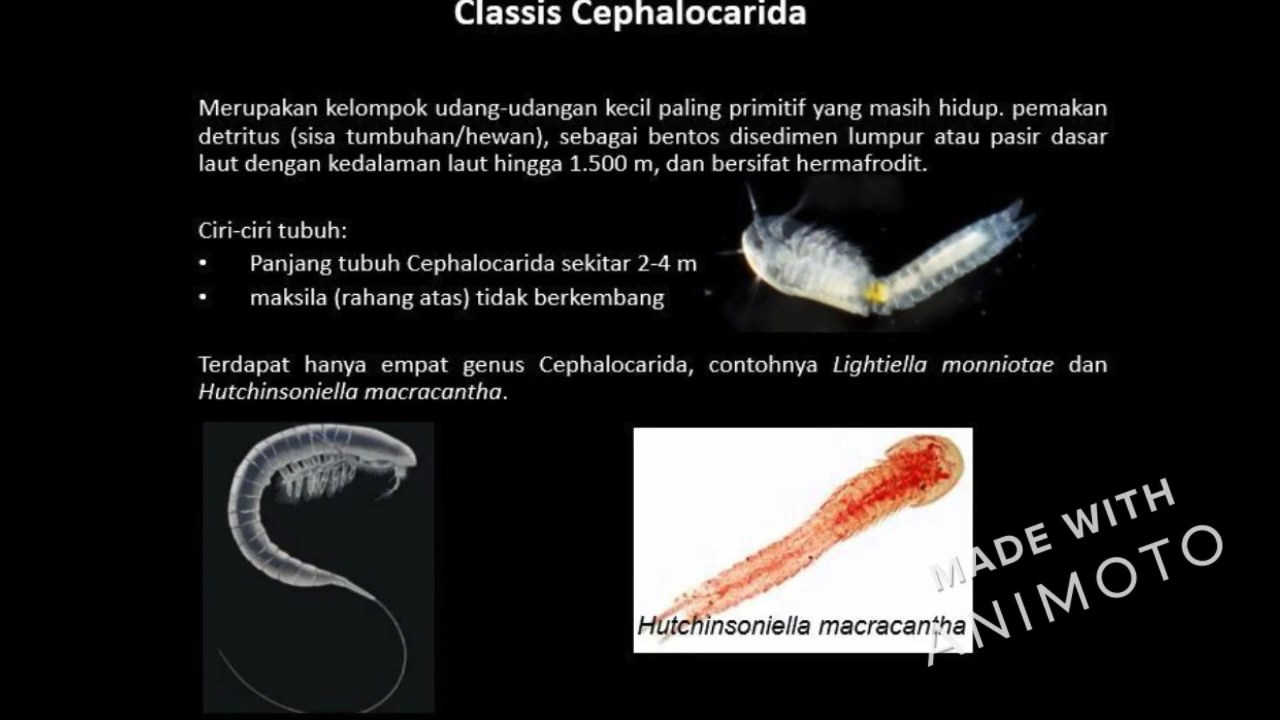 Classis Cephalocarida
Merupakan kelompok udang-udangan kecil paling primitif yang masih hidup. pemakan
detritus (sisa tumbuhan/hewan), sebagai bentos disedimen lumpur atau pasir dasar
laut dengan kedalaman laut hingga 1.500 m, dan bersifat hermafrodit.
Ciri-ciri tubuh:
• Panjang tubuh Cephalocarida sekitar 2-4 m
• maksila (rahang atas) tidak berkembang
Terdapat hanya empat genus Cephalocarida, contohnya Lightiella monniotae dan
Hutchinsoniella macracantha.
Hutchinsoniella macracantha
MADE WITH
ANIMOTO